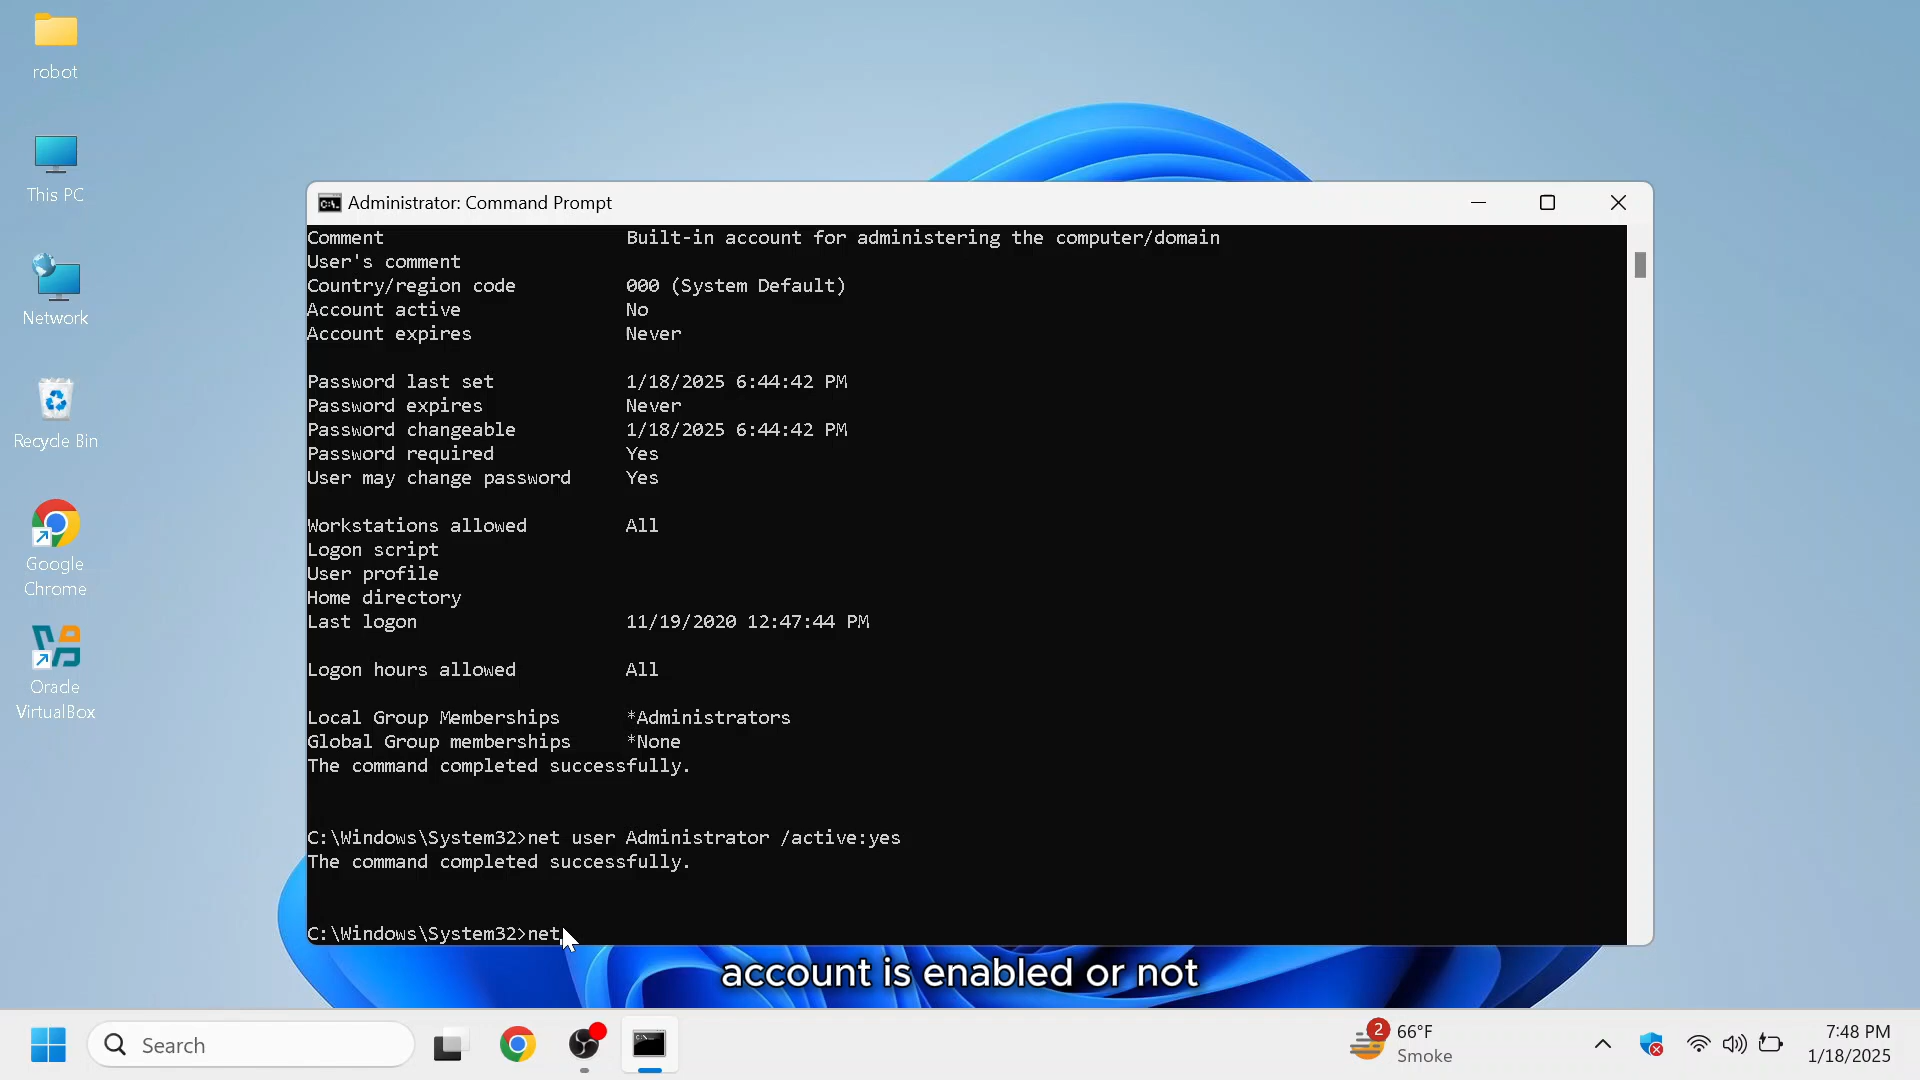 robot
This PC
Network
Recycle Bin
Google
Chrome
Oracle
VirtualBox
Administrator: Command Prompt
Comment Built-in account for administering the computer/domain
User's comment
Country/region code 000 (System Default)
Account active No
Account expires Never
Password last set 1/18/2025 6:44:42 PM
Password expires Never
Password changeable 1/18/2025 6:44:42 PM
Password required Yes
User may change password Yes
Workstations allowed All
Logon script
User profile
Home directory
Last logon 11/19/2020 12:47:44 PM
Logon hours allowed All
Local Group Memberships *Administrators
Global Group memberships *None
The command completed successfully.
C:\Windows\System32>net user Administrator /active:yes
The command completed successfully.
C:\Windows\System32>net
account is enabled or not
Search
2
66°F
Smoke
7:48 PM
1/18/2025